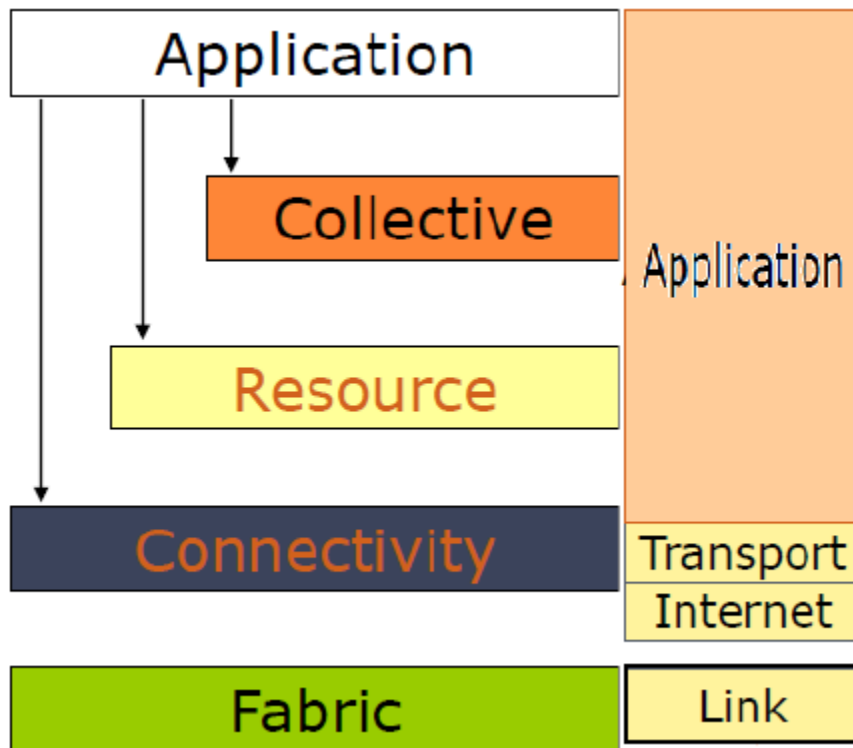 Application
Collective
Application
Resource
Connectivity
Transport
Internet
Fabric
Link